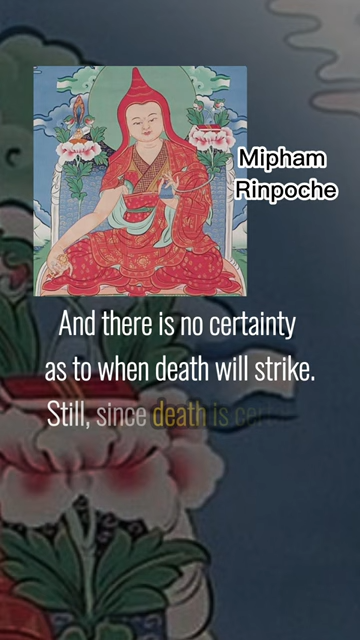 Mipham
Rinpoche
And there is no certainty
as to when death will strike.
Still, since death is